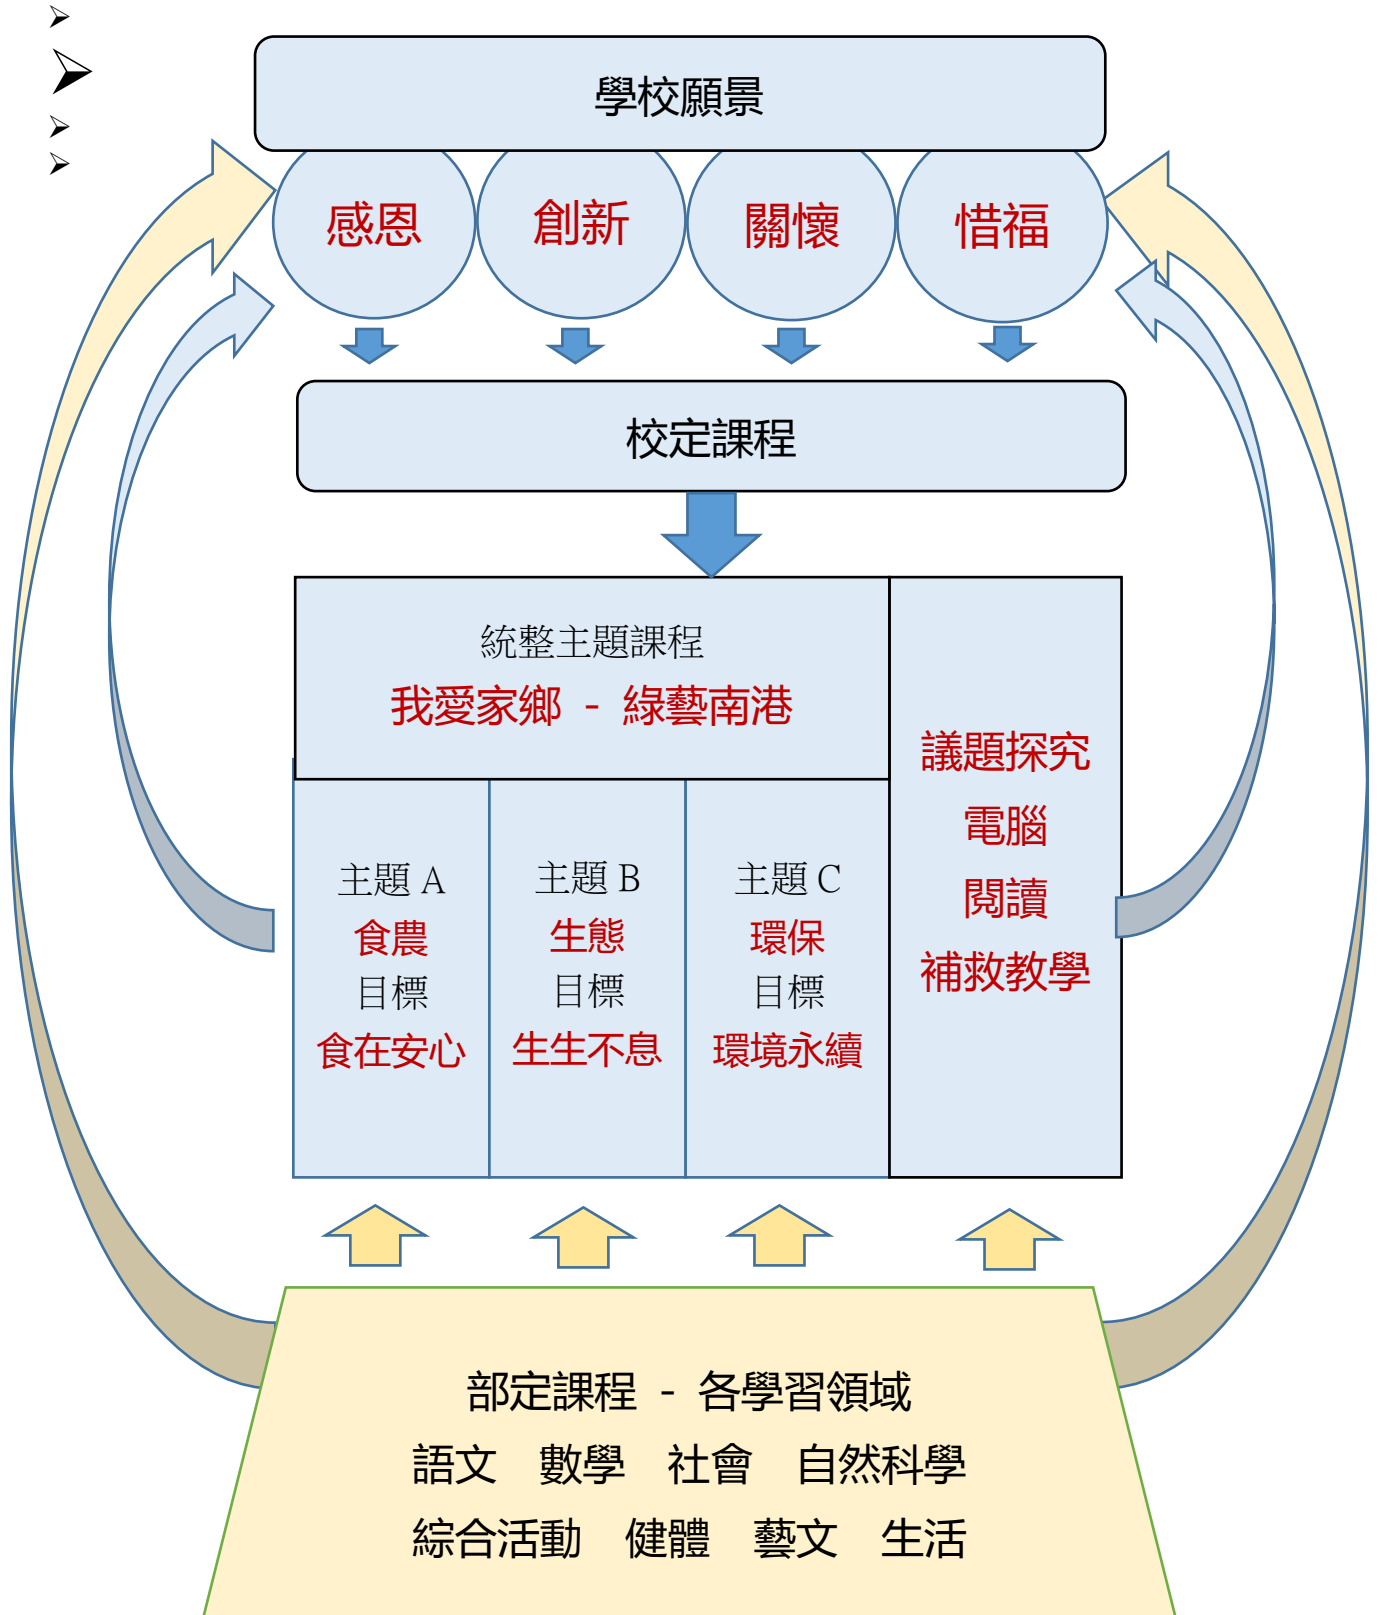 學校願景
感恩
創新
關懷
惜福
校定課程
統整主題課程
我愛家鄉 - 綠藝南港
主題 A
食農
目標
食在安心
主題 B
生態
目標
生生不息
主題 C
環保
目標
環境永續
議題探究
電腦
閱讀
補救教學
部定課程 - 各學習領域
語文 數學 社會 自然科學
綜合活動 健體 藝文 生活